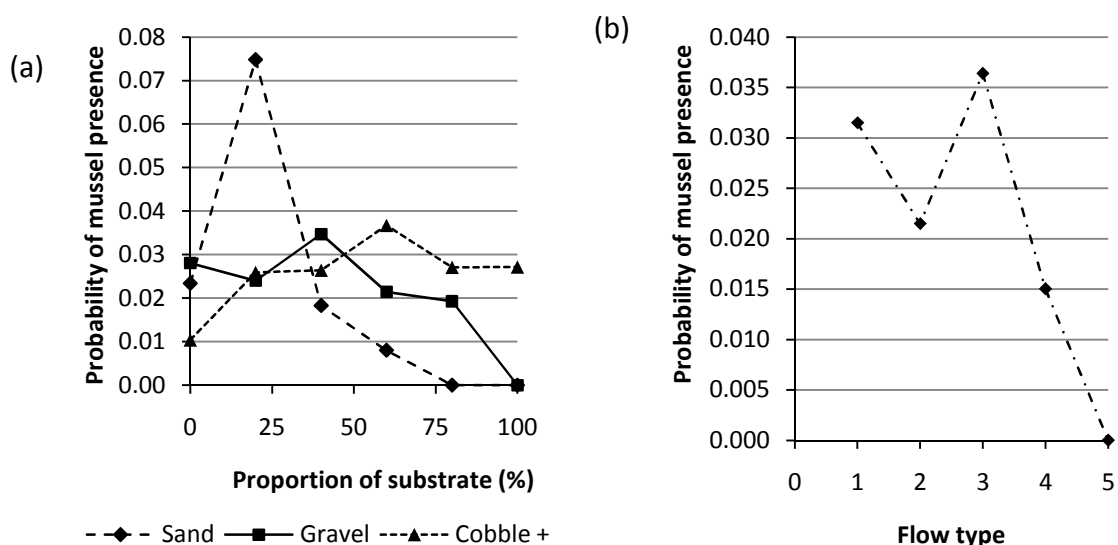 (a)
Probability of mussel presence
0.08
0.07
0.06
0.05
0.04
0.03
0.02
0.01
0.00
0 25 50 75 100
Proportion of substrate (%)
Sand Gravel Cobble +
(b)
Probability of mussel presence
0.040
0.035
0.030
0.025
0.020
0.015
0.010
0.005
0.000
0 1 2 3 4 5
Flow type